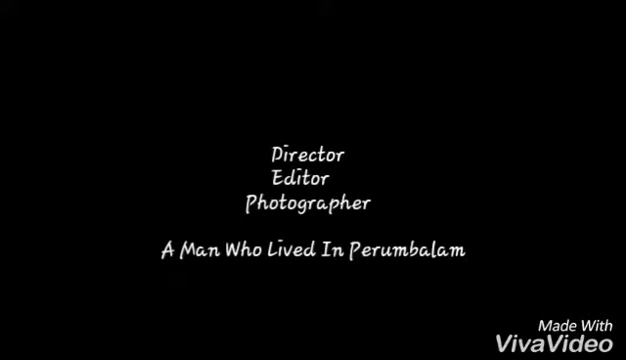 Director
Editor
Photographer
A Man Who Lived In Perumbalam
Made With
VivaVideo